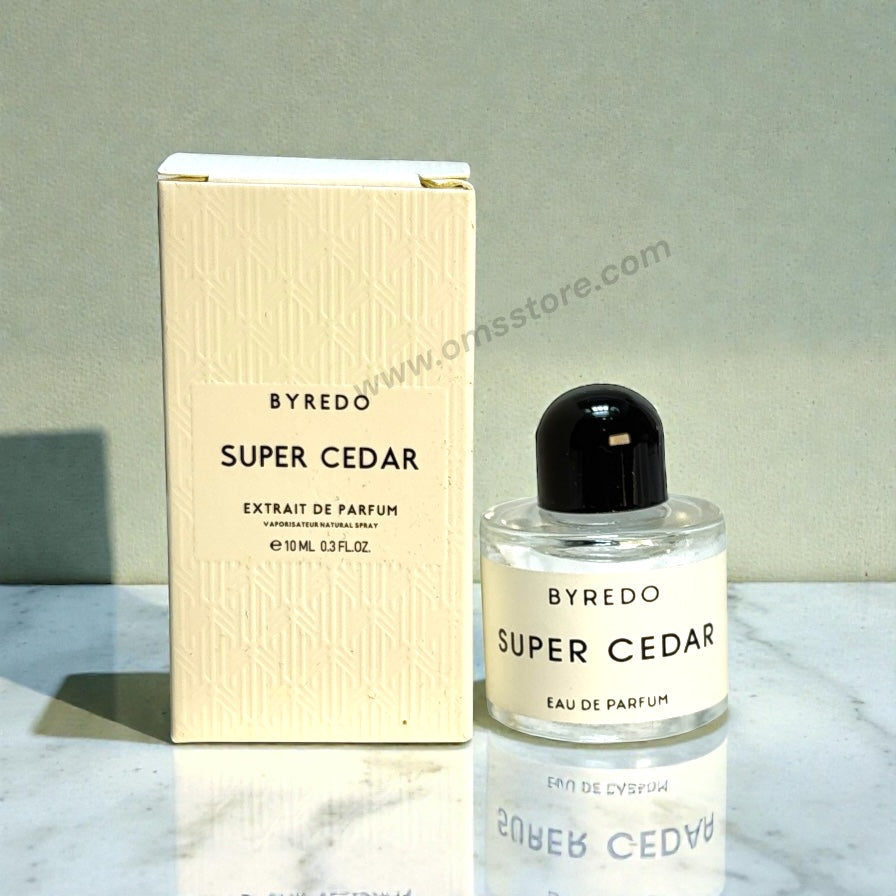 www.omsstore.com
BYREDO
SUPER CEDAR
EXTRAIT DE PARFUM
VAPORISATEUR NATURAL SPRAY
℮ 10 ML 0.3 FL.OZ.
BYREDO
SUPER CEDAR
EAU DE PARFUM